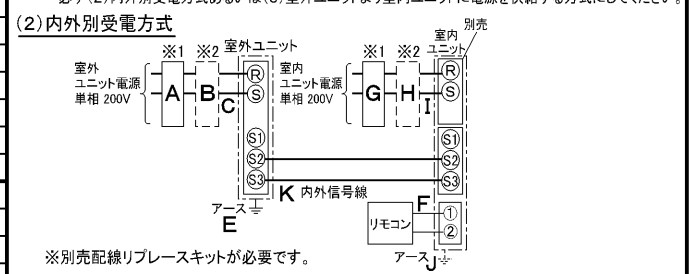 必ず(2)内外別受電方式あるいは(3)室外ユニットより室内ユニットに電源を供給する方式にしてください。
(2)内外別受電方式
別売
※1 ※2 室外ユニット ※1 ※2 室内ユニット
室外
ユニット電源
単相 200V
A B C
R
S
室内
ユニット電源
単相 200V
G H I
R
S
S1
S2
S3
S1
S2
S3
K 内外信号線
アース
E
リモコン
F
①
②
アース J
※別売配線リプレースキットが必要です。